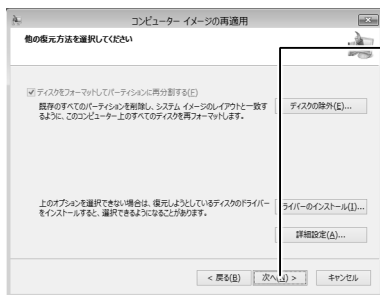 コンピューター イメージの再適用
他の復元方法を選択してください
ディスクをフォーマットしてパーティションに再分割する(F)
既存のすべてのパーティションを削除し、システム イメージのレイアウトと一致す
るように、このコンピューター上のすべてのディスクを再フォーマットします。
ディスクの除外(E)...
上のオプションを選択できない場合は、復元しようとしているディスクのドライバー
をインストールすると、選択できるようになることがあります。
ライバーのインストール(I)...
詳細設定(A)...
< 戻る(B)
次へ(N) >
キャンセル